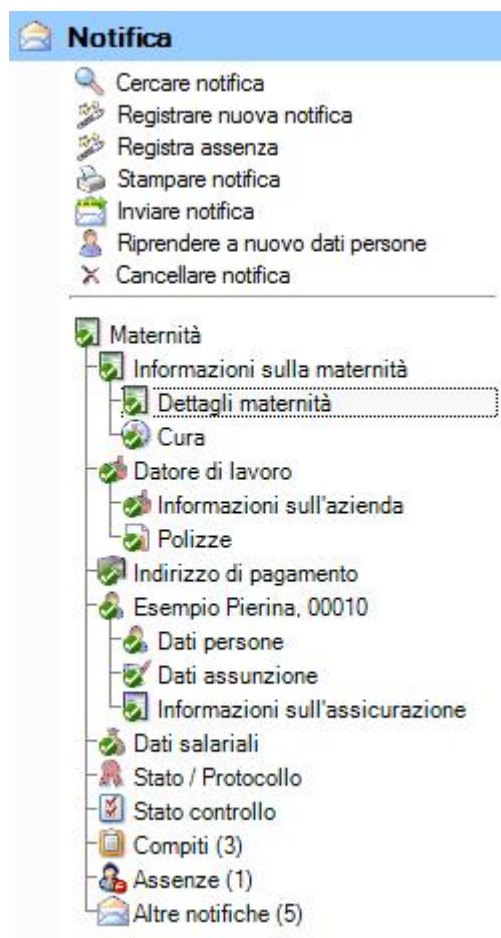 Notifica
Cercare notifica
Registrare nuova notifica
Registra assenza
Stampare notifica
Inviare notifica
Riprendere a nuovo dati persone
Cancellare notifica
Maternità
Informazioni sulla maternità
Dettagli maternità
Cura
Datore di lavoro
Informazioni sull'azienda
Polizze
Indirizzo di pagamento
Esempio Pierina, 00010
Dati persone
Dati assunzione
Informazioni sull'assicurazione
Dati salariali
Stato / Protocollo
Stato controllo
Compiti (3)
Assenze (1)
Altre notifiche (5)